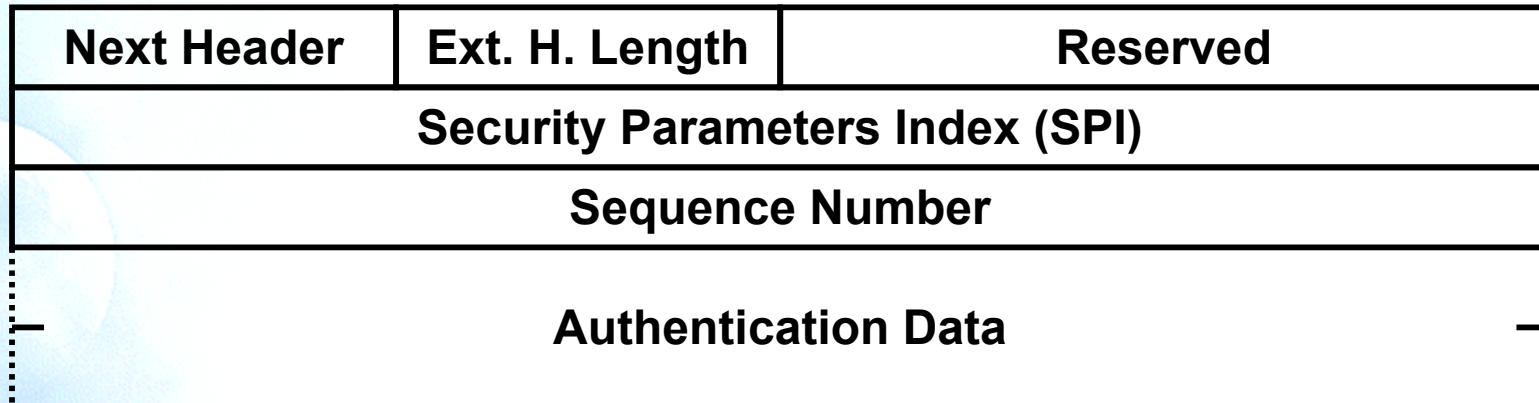 Next Header Ext. H. Length Reserved
Security Parameters Index (SPI)
Sequence Number
Authentication Data